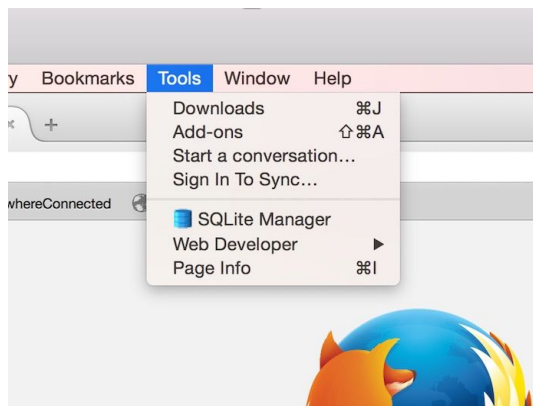 y Bookmarks Tools Window Help
Downloads ⌘J
Add-ons ⇧⌘A
Start a conversation...
Sign In To Sync...
whereConnected
SQLite Manager
Web Developer ▶
Page Info ⌘I